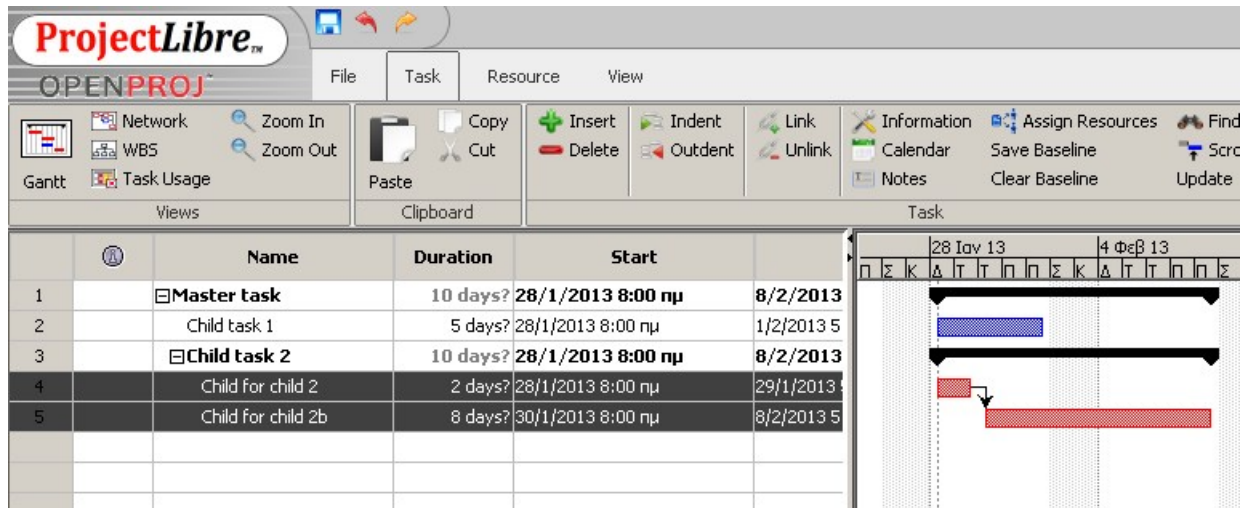 ProjectLibre™
OPENPROJ
File Task Resource View
Network Zoom In Copy Insert Indent Link Information Assign Resources Find
WBS Zoom Out Cut Delete Outdent Unlink Calendar Save Baseline Scro
Gantt Task Usage Paste Notes Clear Baseline Update
Views Clipboard Task
Name Duration Start 28 Ιαν 13 4 Φεβ 13
Π Σ Κ Δ Τ Τ Π Π Σ Κ Δ Τ Τ Π Π Σ
1 Master task 10 days? 28/1/2013 8:00 πμ 8/2/2013
2 Child task 1 5 days? 28/1/2013 8:00 πμ 1/2/2013 5
3 Child task 2 10 days? 28/1/2013 8:00 πμ 8/2/2013
4 Child for child 2 2 days? 28/1/2013 8:00 πμ 29/1/2013
5 Child for child 2b 8 days? 30/1/2013 8:00 πμ 8/2/2013 5